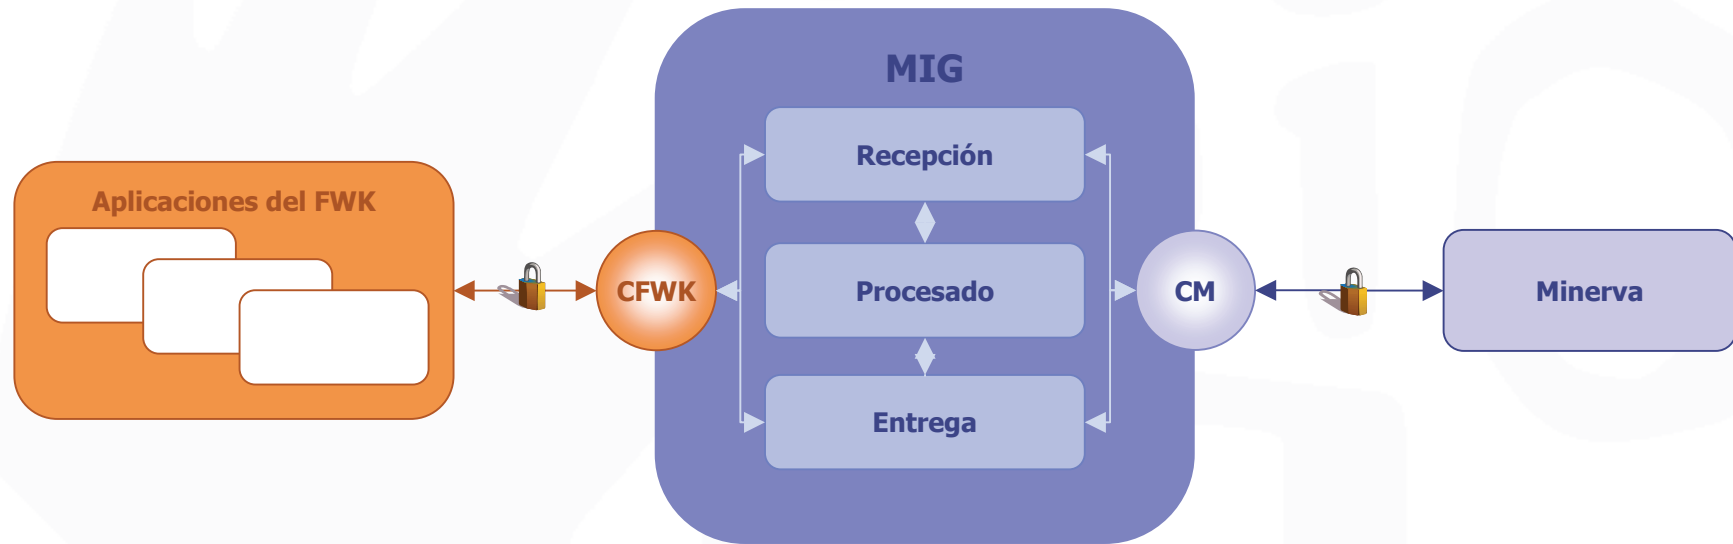 MIG
Recepción
Aplicaciones del FWK
CFWK
Procesado
CM
Minerva
Entrega